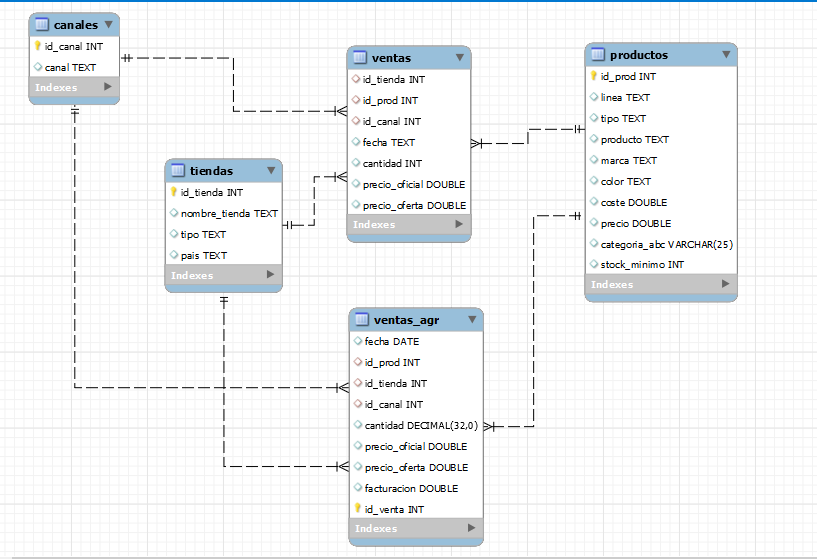 canales
id_canal INT
canal TEXT
Indexes
ventas
id_tienda INT
id_prod INT
id_canal INT
fecha TEXT
cantidad INT
precio_oficial DOUBLE
precio_oferta DOUBLE
Indexes
productos
id_prod INT
linea TEXT
tipo TEXT
producto TEXT
marca TEXT
color TEXT
coste DOUBLE
precio DOUBLE
categoria_abc VARCHAR(25)
stock_minimo INT
Indexes
tiendas
id_tienda INT
nombre_tienda TEXT
tipo TEXT
pais TEXT
Indexes
ventas_agr
fecha DATE
id_prod INT
id_tienda INT
id_canal INT
cantidad DECIMAL(32,0)
precio_oficial DOUBLE
precio_oferta DOUBLE
facturacion DOUBLE
id_venta INT
Indexes